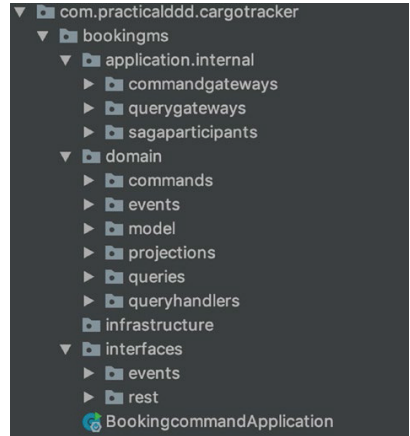 com.practicalddd.cargotracker
bookingms
application.internal
commandgateways
querygateways
sagaparticipants
domain
commands
events
model
projections
queries
queryhandlers
infrastructure
interfaces
events
rest
BookingcommandApplication